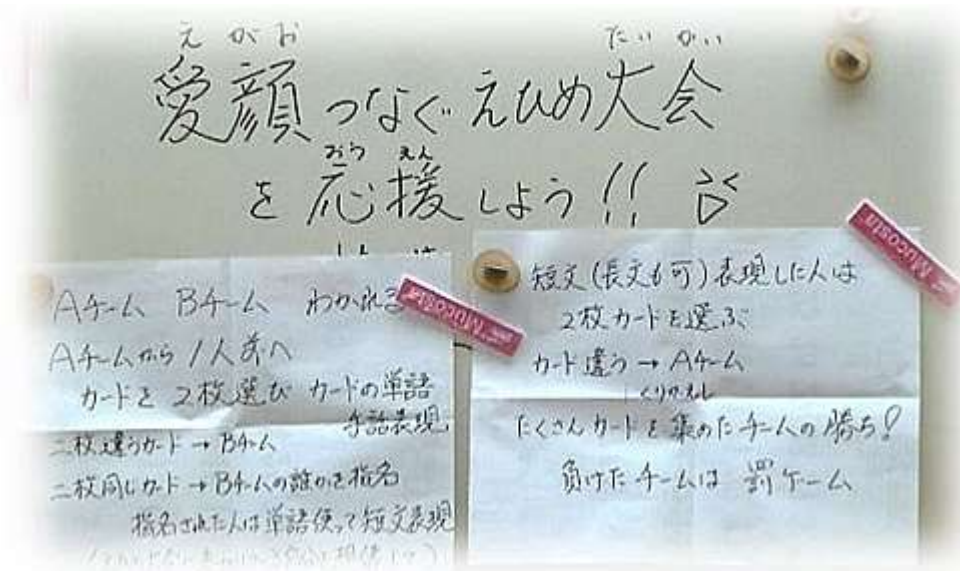 えがお たいかい
愛顔つなぐえひめ大会
おうえん
を応援しよう!!
Aチーム Bチーム わかれる
Aチームから1人前へ
カードを2枚選び カードの単語
手話表現
二枚違うカード→Bチーム
二枚同じカード→Bチームの誰かを指名
指名された人は単語使って短文表現
短文(長文も可)表現した人は
2枚カードを選ぶ
カード違う→Aチーム
くりかえし
たくさんカードを集めたチームの勝ち!
負けたチームは 罰ゲーム
Mucosta
Mucosta